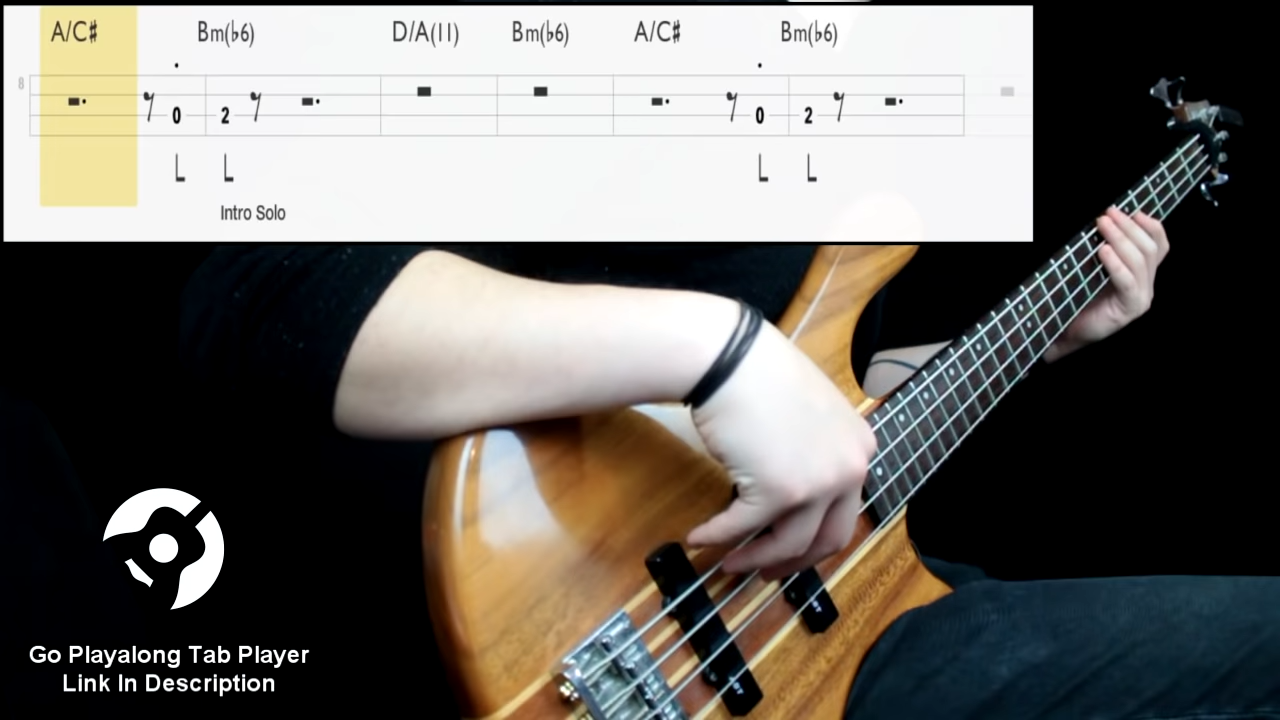 A/C♯ Bm(♭6) D/A(11) Bm(♭6) A/C♯ Bm(♭6)
8
0 2 0 2
L L L L
Intro Solo
Go Playalong Tab Player
Link In Description